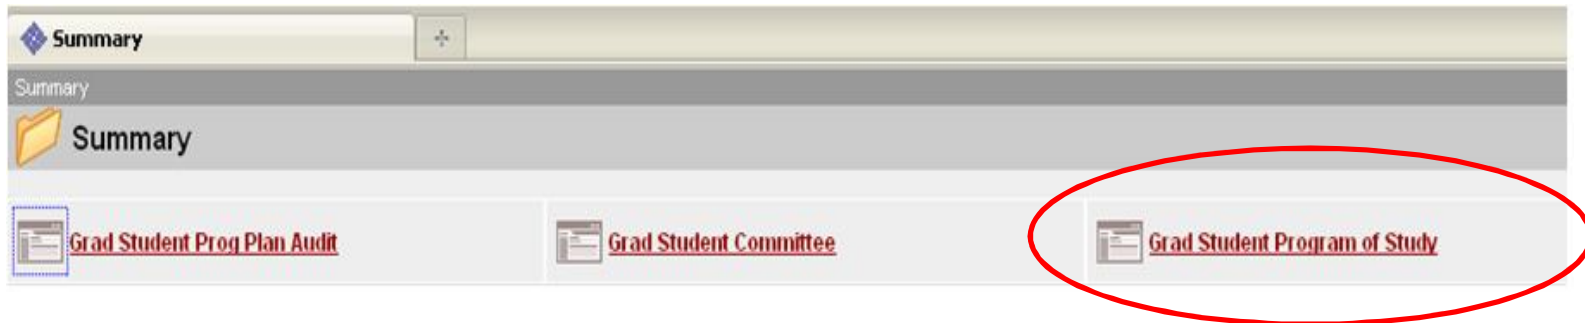 Summary
Summary
Summary
Grad Student Prog Plan Audit
Grad Student Committee
Grad Student Program of Study